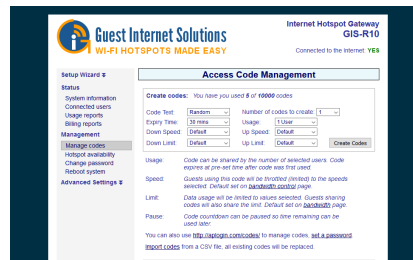 Guest Internet Solutions
WI-FI HOTSPOTS MADE EASY
Internet Hotspot Gateway
GIS-R10
Connected to the Internet: YES
Setup Wizard
Status
System information
Connected users
Usage reports
Billing reports
Management
Manage codes
Hotspot availability
Change password
Reboot system
Advanced Settings
Access Code Management
Create codes: You have you used 5 of 10000 codes
Code Text: Random Number of codes to create: 1
Expiry Time: 30 mins Usage: 1 User
Down Speed: Default Up Speed: Default
Down Limit: Default Up Limit: Default Create Codes
Usage: Code can be shared by the number of selected users. Code
expires at pre-set time after code was first used.
Speed: Guests using this code will be throttled (limited) to the speeds
selected. Default set on bandwidth control page.
Limit: Data usage will be limited to values selected. Guests sharing
codes will also share the limit. Default set on bandwidth page.
Pause: Code countdown can be paused so time remaining can be
used later.
You can also use http://aplogin.com/codes/ to manage codes, set a password.
Import codes from a CSV file, all existing codes will be replaced.